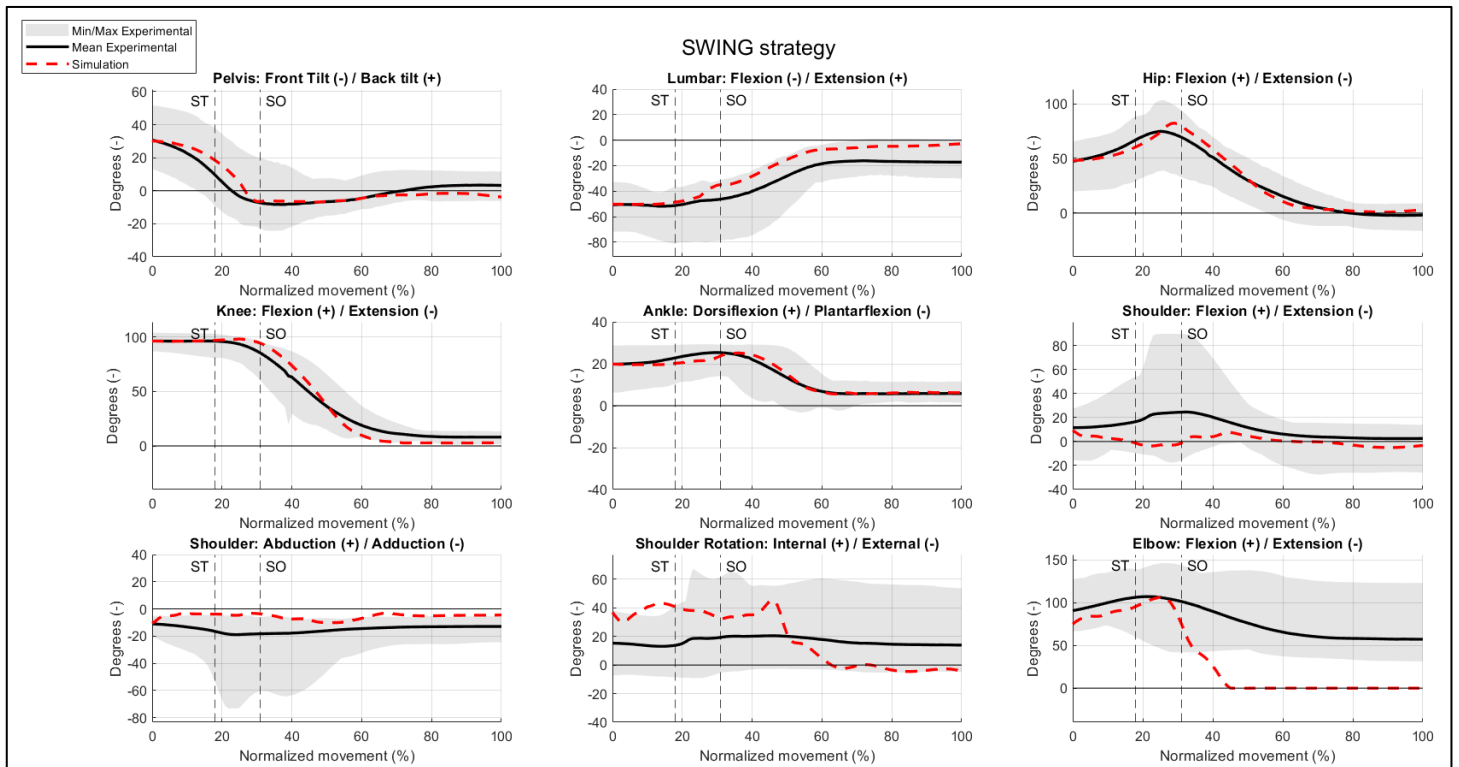 Min/Max Experimental
Mean Experimental
Simulation
SWING strategy
Pelvis: Front Tilt (-) / Back tilt (+)
60
40
20
0
-20
-40
ST
SO
Degrees (-)
0 20 40 60 80 100
Normalized movement (%)
Lumbar: Flexion (-) / Extension (+)
40
20
0
-20
-40
-60
-80
ST
SO
Degrees (-)
0 20 40 60 80 100
Normalized movement (%)
Hip: Flexion (+) / Extension (-)
100
50
0
ST
SO
Degrees (-)
0 20 40 60 80 100
Normalized movement (%)
Knee: Flexion (+) / Extension (-)
100
50
0
ST
SO
Degrees (-)
0 20 40 60 80 100
Normalized movement (%)
Ankle: Dorsiflexion (+) / Plantarflexion (-)
40
20
0
-20
-40
ST
SO
Degrees (-)
0 20 40 60 80 100
Normalized movement (%)
Shoulder: Flexion (+) / Extension (-)
80
60
40
20
0
-20
-40
ST
SO
Degrees (-)
0 20 40 60 80 100
Normalized movement (%)
Shoulder: Abduction (+) / Adduction (-)
40
20
0
-20
-40
-60
-80
ST
SO
Degrees (-)
0 20 40 60 80 100
Normalized movement (%)
Shoulder Rotation: Internal (+) / External (-)
60
40
20
0
-20
-40
ST
SO
Degrees (-)
0 20 40 60 80 100
Normalized movement (%)
Elbow: Flexion (+) / Extension (-)
150
100
50
0
ST
SO
Degrees (-)
0 20 40 60 80 100
Normalized movement (%)